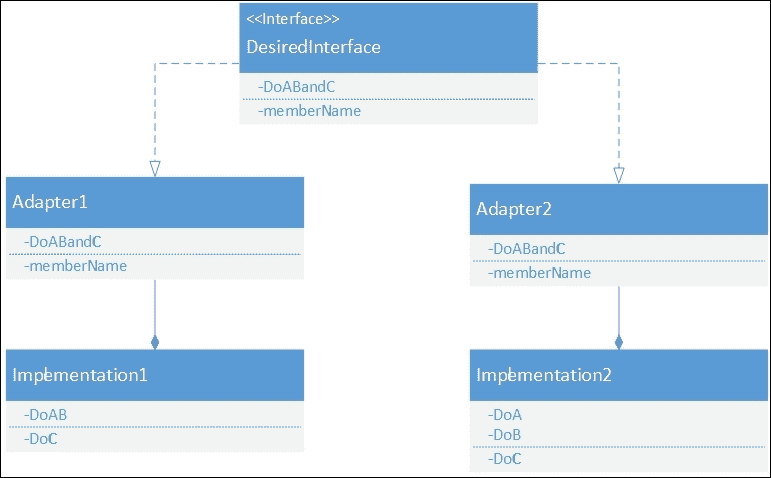 <<Interface>>
DesiredInterface
-DoABandC
-memberName
Adapter1
-DoABandC
-memberName
Adapter2
-DoABandC
-memberName
Implementation1
-DoAB
-DoC
Implementation2
-DoA
-DoB
-DoC